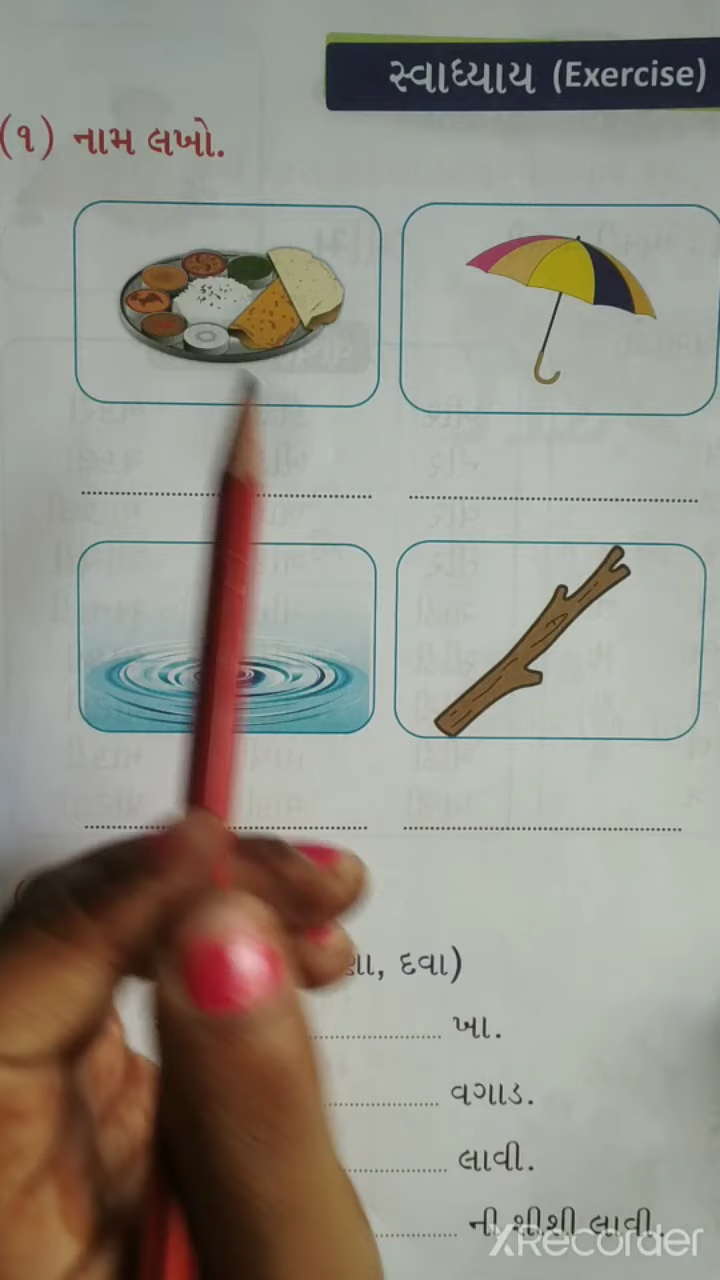 સ્વાધ્યાય (Exercise)
(૧) નામ લખો.
દવા)
ખા.
વગાડ.
લાવી.
ની શીશી લાવી.
XRecorder